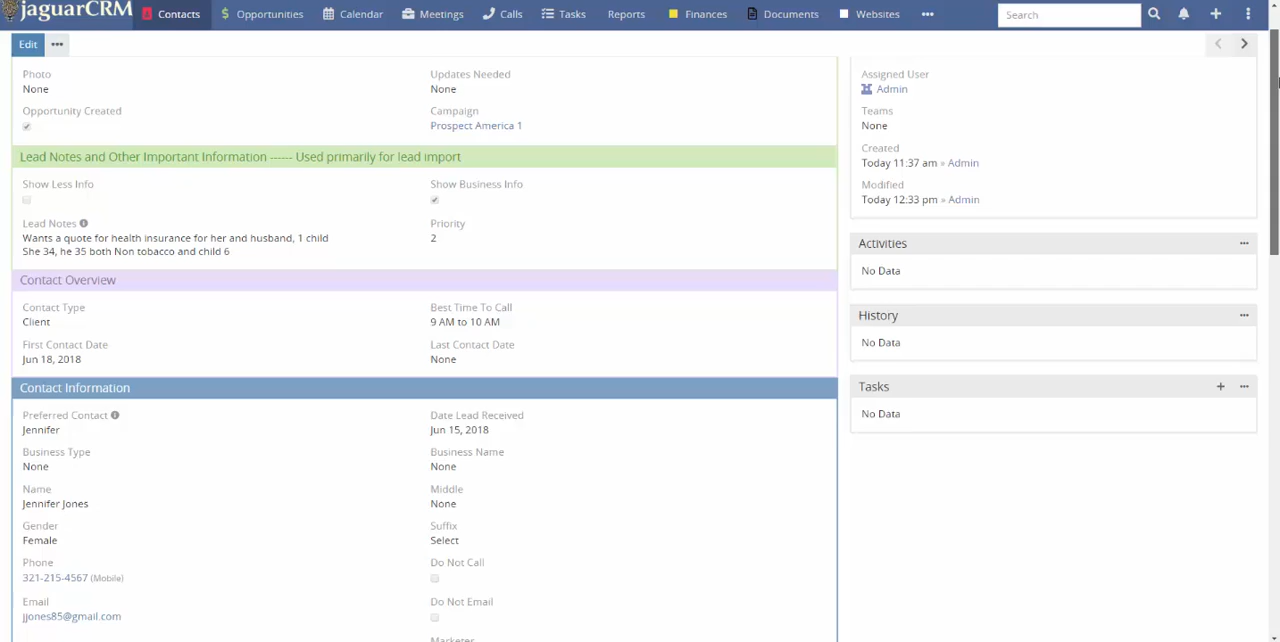 jaguarCRM
Contacts
Opportunities
Calendar
Meetings
Calls
Tasks
Reports
Finances
Documents
Websites
Search
Edit
Photo
None
Updates Needed
None
Opportunity Created
Campaign
Prospect America 1
Lead Notes and Other Important Information ------ Used primarily for lead import
Show Less Info
Show Business Info
Lead Notes
Wants a quote for health insurance for her and husband, 1 child
She 34, he 35 both Non tobacco and child 6
Priority
2
Contact Overview
Contact Type
Client
Best Time To Call
9 AM to 10 AM
First Contact Date
Jun 18, 2018
Last Contact Date
None
Contact Information
Preferred Contact
Jennifer
Date Lead Received
Jun 15, 2018
Business Type
None
Business Name
None
Name
Jennifer Jones
Middle
None
Gender
Female
Suffix
Select
Phone
321-215-4567 (Mobile)
Do Not Call
Email
jjones85@gmail.com
Do Not Email
Marketer
Assigned User
Admin
Teams
None
Created
Today 11:37 am » Admin
Modified
Today 12:33 pm » Admin
Activities
No Data
History
No Data
Tasks
No Data